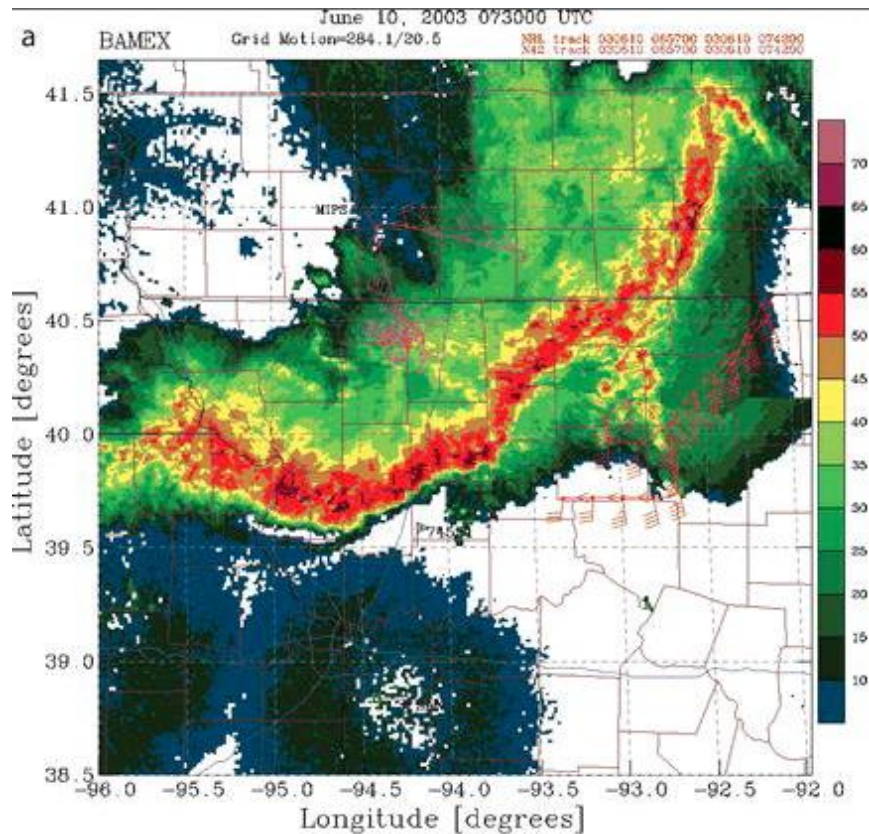 June 10, 2003 073000 UTC
a
BAMEX
Grid Motion=284.1/20.5
NRL track 030610 065700 030610 074200
N42 track 030610 065700 030610 074200
41.5
41.0
40.5
40.0
39.5
39.0
38.5
Latitude [degrees]
MIPS
70
65
60
55
50
45
40
35
30
25
20
15
10
-96.0 -95.5 -95.0 -94.5 -94.0 -93.5 -93.0 -92.5 -92.0
Longitude [degrees]